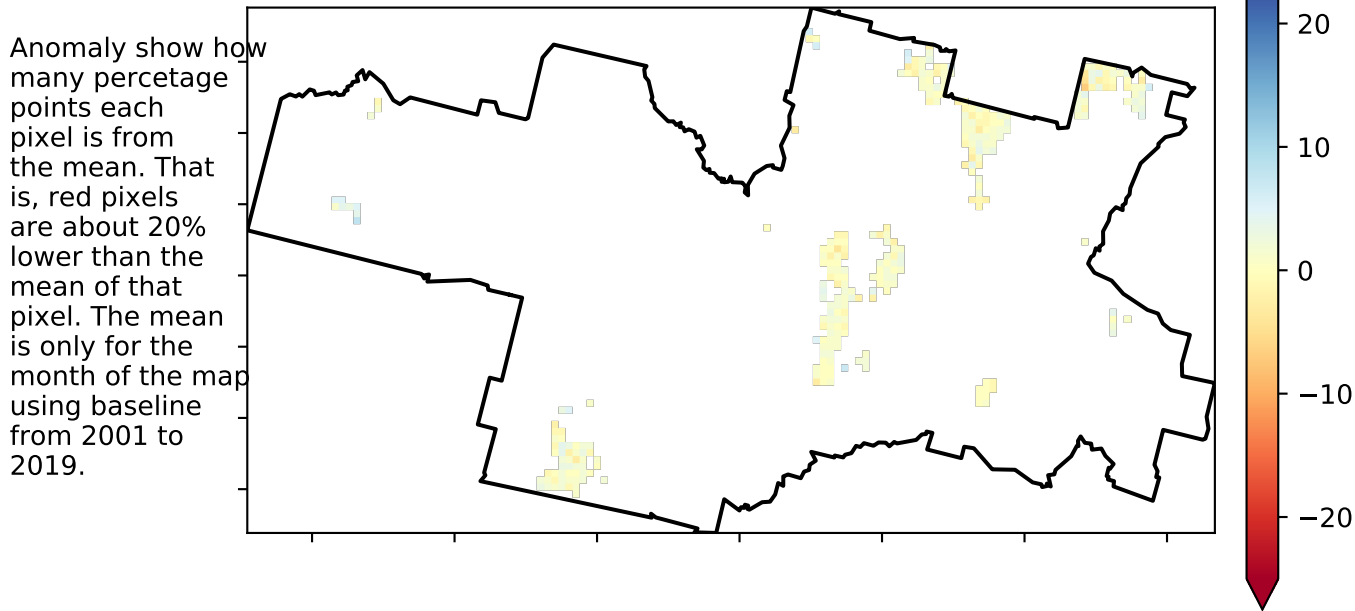 Anomaly show how
many percetage
points each
pixel is from
the mean. That
is, red pixels
are about 20%
lower than the
mean of that
pixel. The mean
is only for the
month of the map
using baseline
from 2001 to
2019.
20
10
0
−10
−20